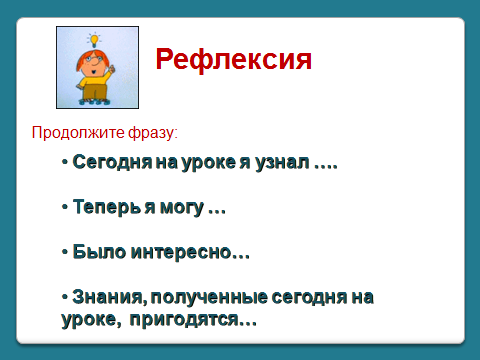 Рефлексия
Продолжите фразу:
• Сегодня на уроке я узнал ….
• Теперь я могу …
• Было интересно…
• Знания, полученные сегодня на
уроке, пригодятся…